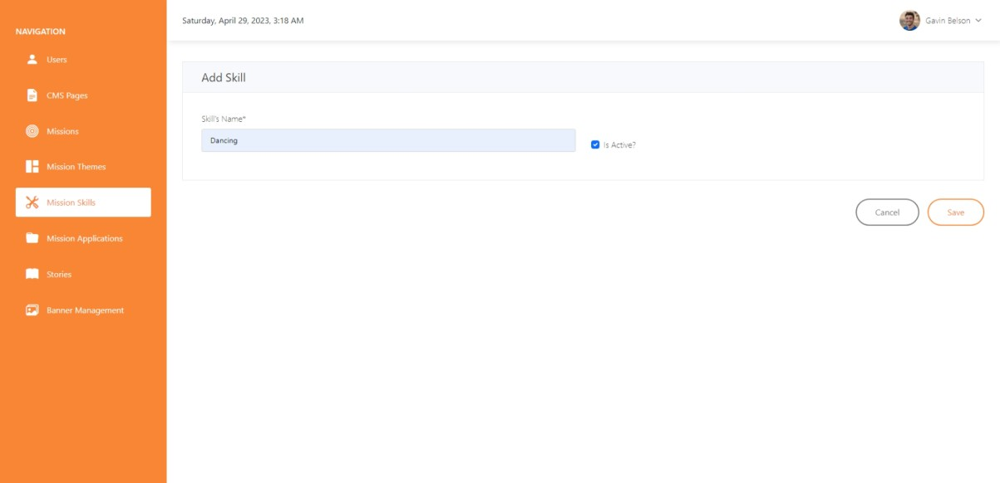 Saturday, April 29, 2023, 3:18 AM
Gavin Belson
NAVIGATION
Users
CMS Pages
Missions
Mission Themes
Mission Skills
Mission Applications
Stories
Banner Management
Add Skill
Skill's Name*
Dancing
Is Active?
Cancel
Save